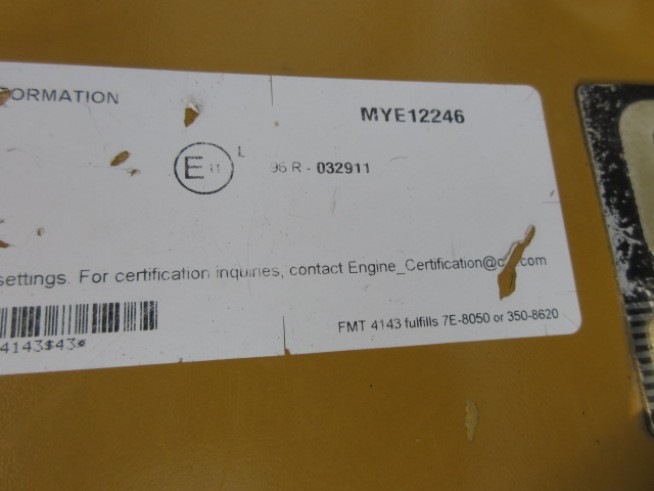 ORMATION
MYE12246
E 11 L 96 R - 032911
settings. For certification inquiries, contact Engine_Certification@c .com
4143$43*
FMT 4143 fulfills 7E-8050 or 350-8620